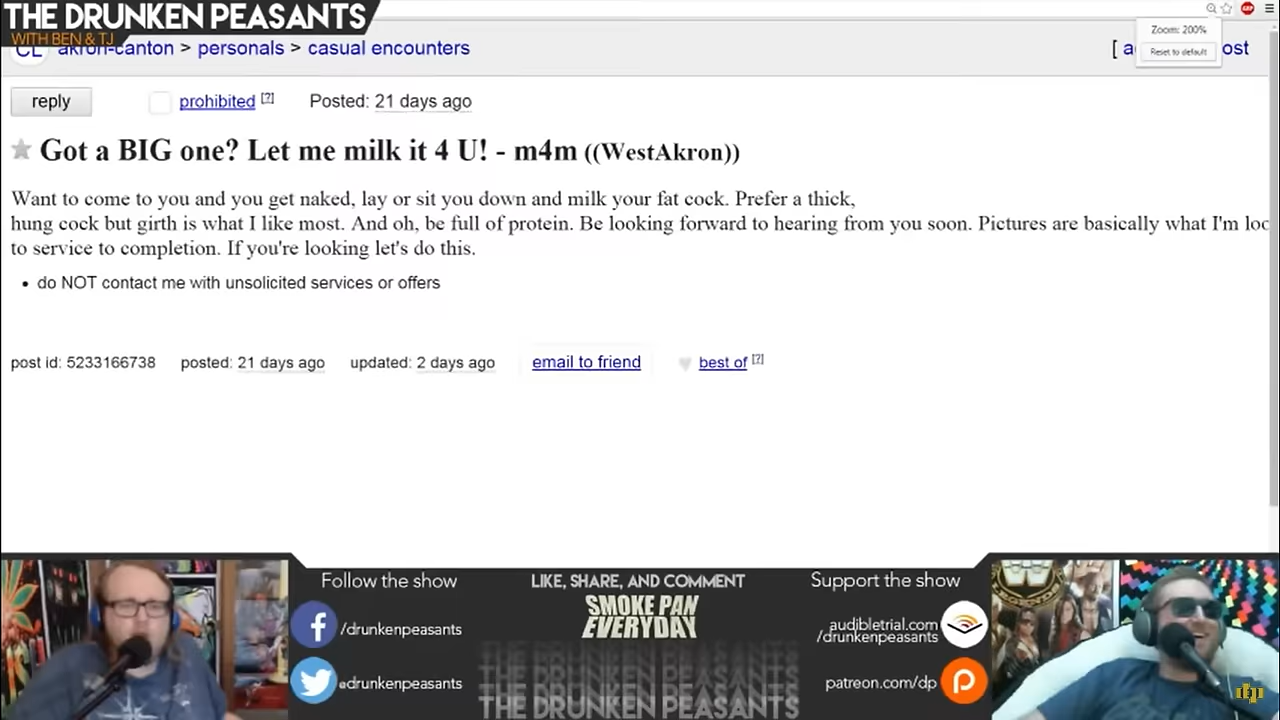 THE DRUNKEN PEASANTS
WITH BEN & TJ
CL akron-canton > personals > casual encounters
[ a ost
Zoom: 200%
Reset to default
ABP
reply
prohibited [?]
Posted: 21 days ago
Got a BIG one? Let me milk it 4 U! - m4m ((WestAkron))
Want to come to you and you get naked, lay or sit you down and milk your fat cock. Prefer a thick,
hung cock but girth is what I like most. And oh, be full of protein. Be looking forward to hearing from you soon. Pictures are basically what I'm loo
to service to completion. If you're looking let's do this.
• do NOT contact me with unsolicited services or offers
post id: 5233166738 posted: 21 days ago updated: 2 days ago email to friend best of [?]
Follow the show
/drunkenpeasants
@drunkenpeasants
LIKE, SHARE, AND COMMENT
SMOKE PAN
EVERYDAY
THE DRUNKEN PEASANTS
Support the show
audibletrial.com
/drunkenpeasants
patreon.com/dp
W
dp